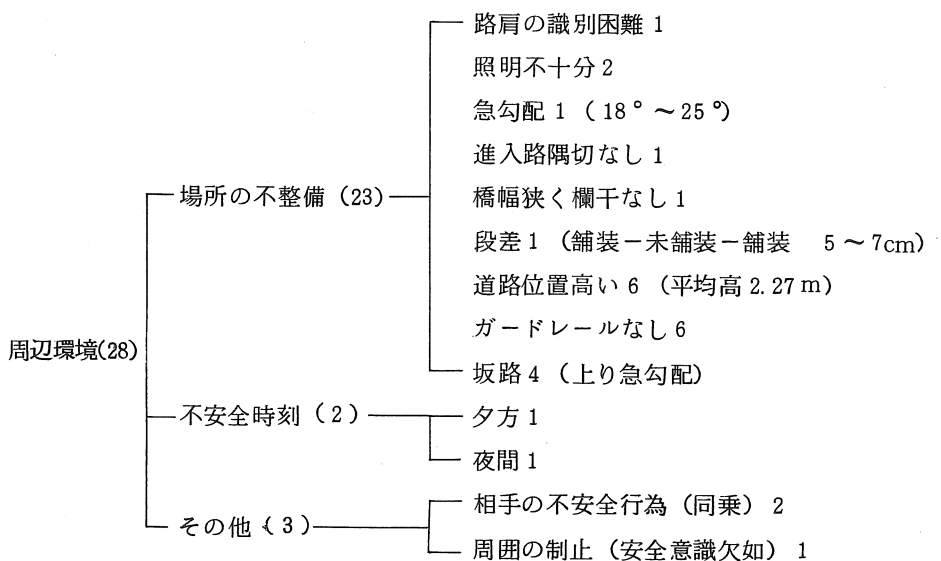 路肩の識別困難 1
照明不十分 2
急勾配 1 (18°～25°)
進入路隅切なし 1
場所の不整備 (23)
橋幅狭く欄干なし 1
段差 1 (舗装－未舗装－舗装 5～7cm)
道路位置高い 6 (平均高 2.27 m)
ガードレールなし 6
周辺環境(28)
坂路 4 (上り急勾配)
不安全時刻 (2)
夕方 1
夜間 1
その他 (3)
相手の不安全行為 (同乗) 2
周囲の制止 (安全意識欠如) 1